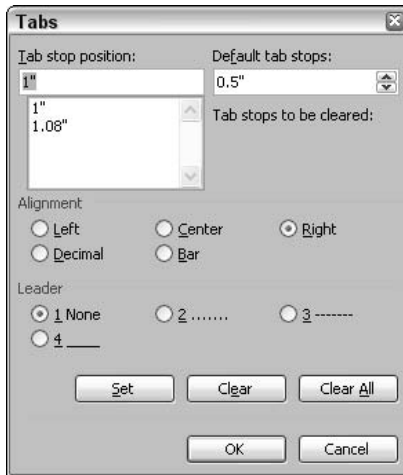 Tabs
Tab stop position: Default tab stops:
1" 0.5"
1" Tab stops to be cleared:
1.08"
Alignment
Left Center Right
Decimal Bar
Leader
1 None 2 ....... 3 -------
4 ____
Set Clear Clear All
OK Cancel